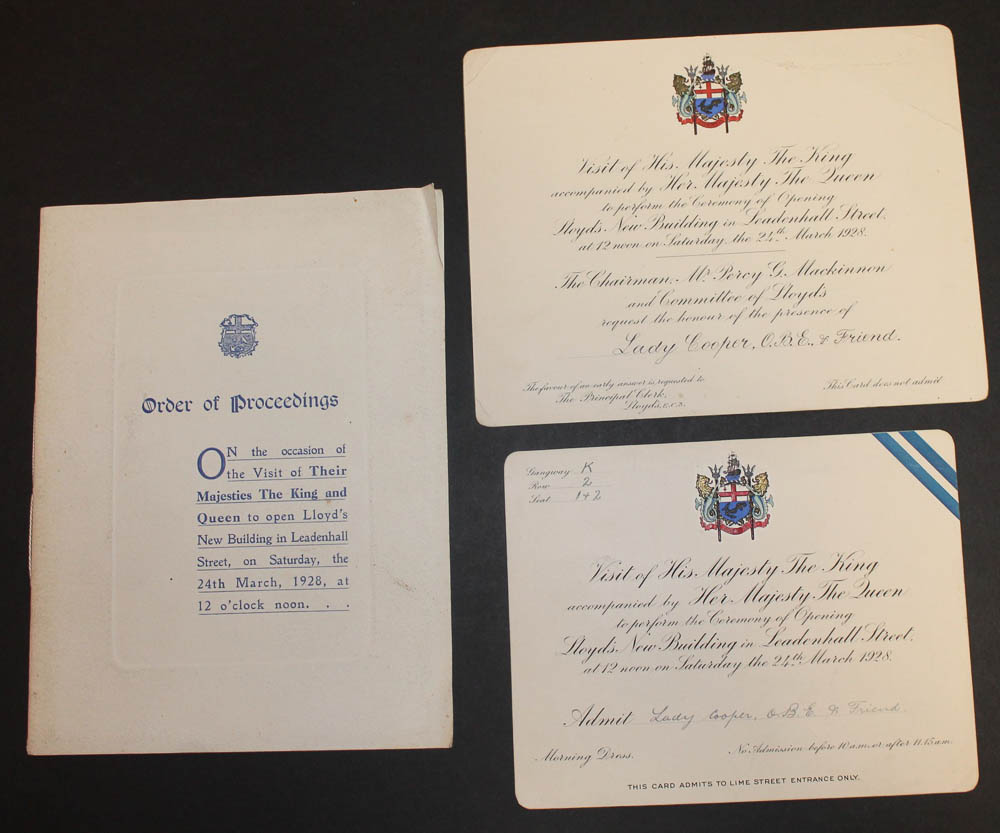 Order of Proceedings
ON the occasion of
the Visit of Their
Majesties The King and
Queen to open Lloyd's
New Building in Leadenhall
Street, on Saturday, the
24th March, 1928, at
12 o'clock noon. . .
Visit of His Majesty The King
accompanied by Her Majesty The Queen
to perform the Ceremony of Opening
Lloyd's New Building in Leadenhall Street.
at 12 noon on Saturday the 24th March 1928.
The Chairman, Mr. Percy G. Mackinnon
and Committee of Lloyd's
request the honour of the presence of
Lady Cooper, O.B.E, & Friend.
The favour of an early answer is requested to
The Principal Clerk,
Lloyd's, E.C.3.
This Card does not admit
Gangway K
Row 2
Seat 1+2
Visit of His Majesty The King
accompanied by Her Majesty The Queen
to perform the Ceremony of Opening
Lloyd's New Building in Leadenhall Street,
at 12 noon on Saturday the 24th March 1928.
Admit Lady Cooper, O.B.E & Friend.
Morning Dress.
No Admission before 10 a.m. or after 11.15 a.m.
THIS CARD ADMITS TO LIME STREET ENTRANCE ONLY.